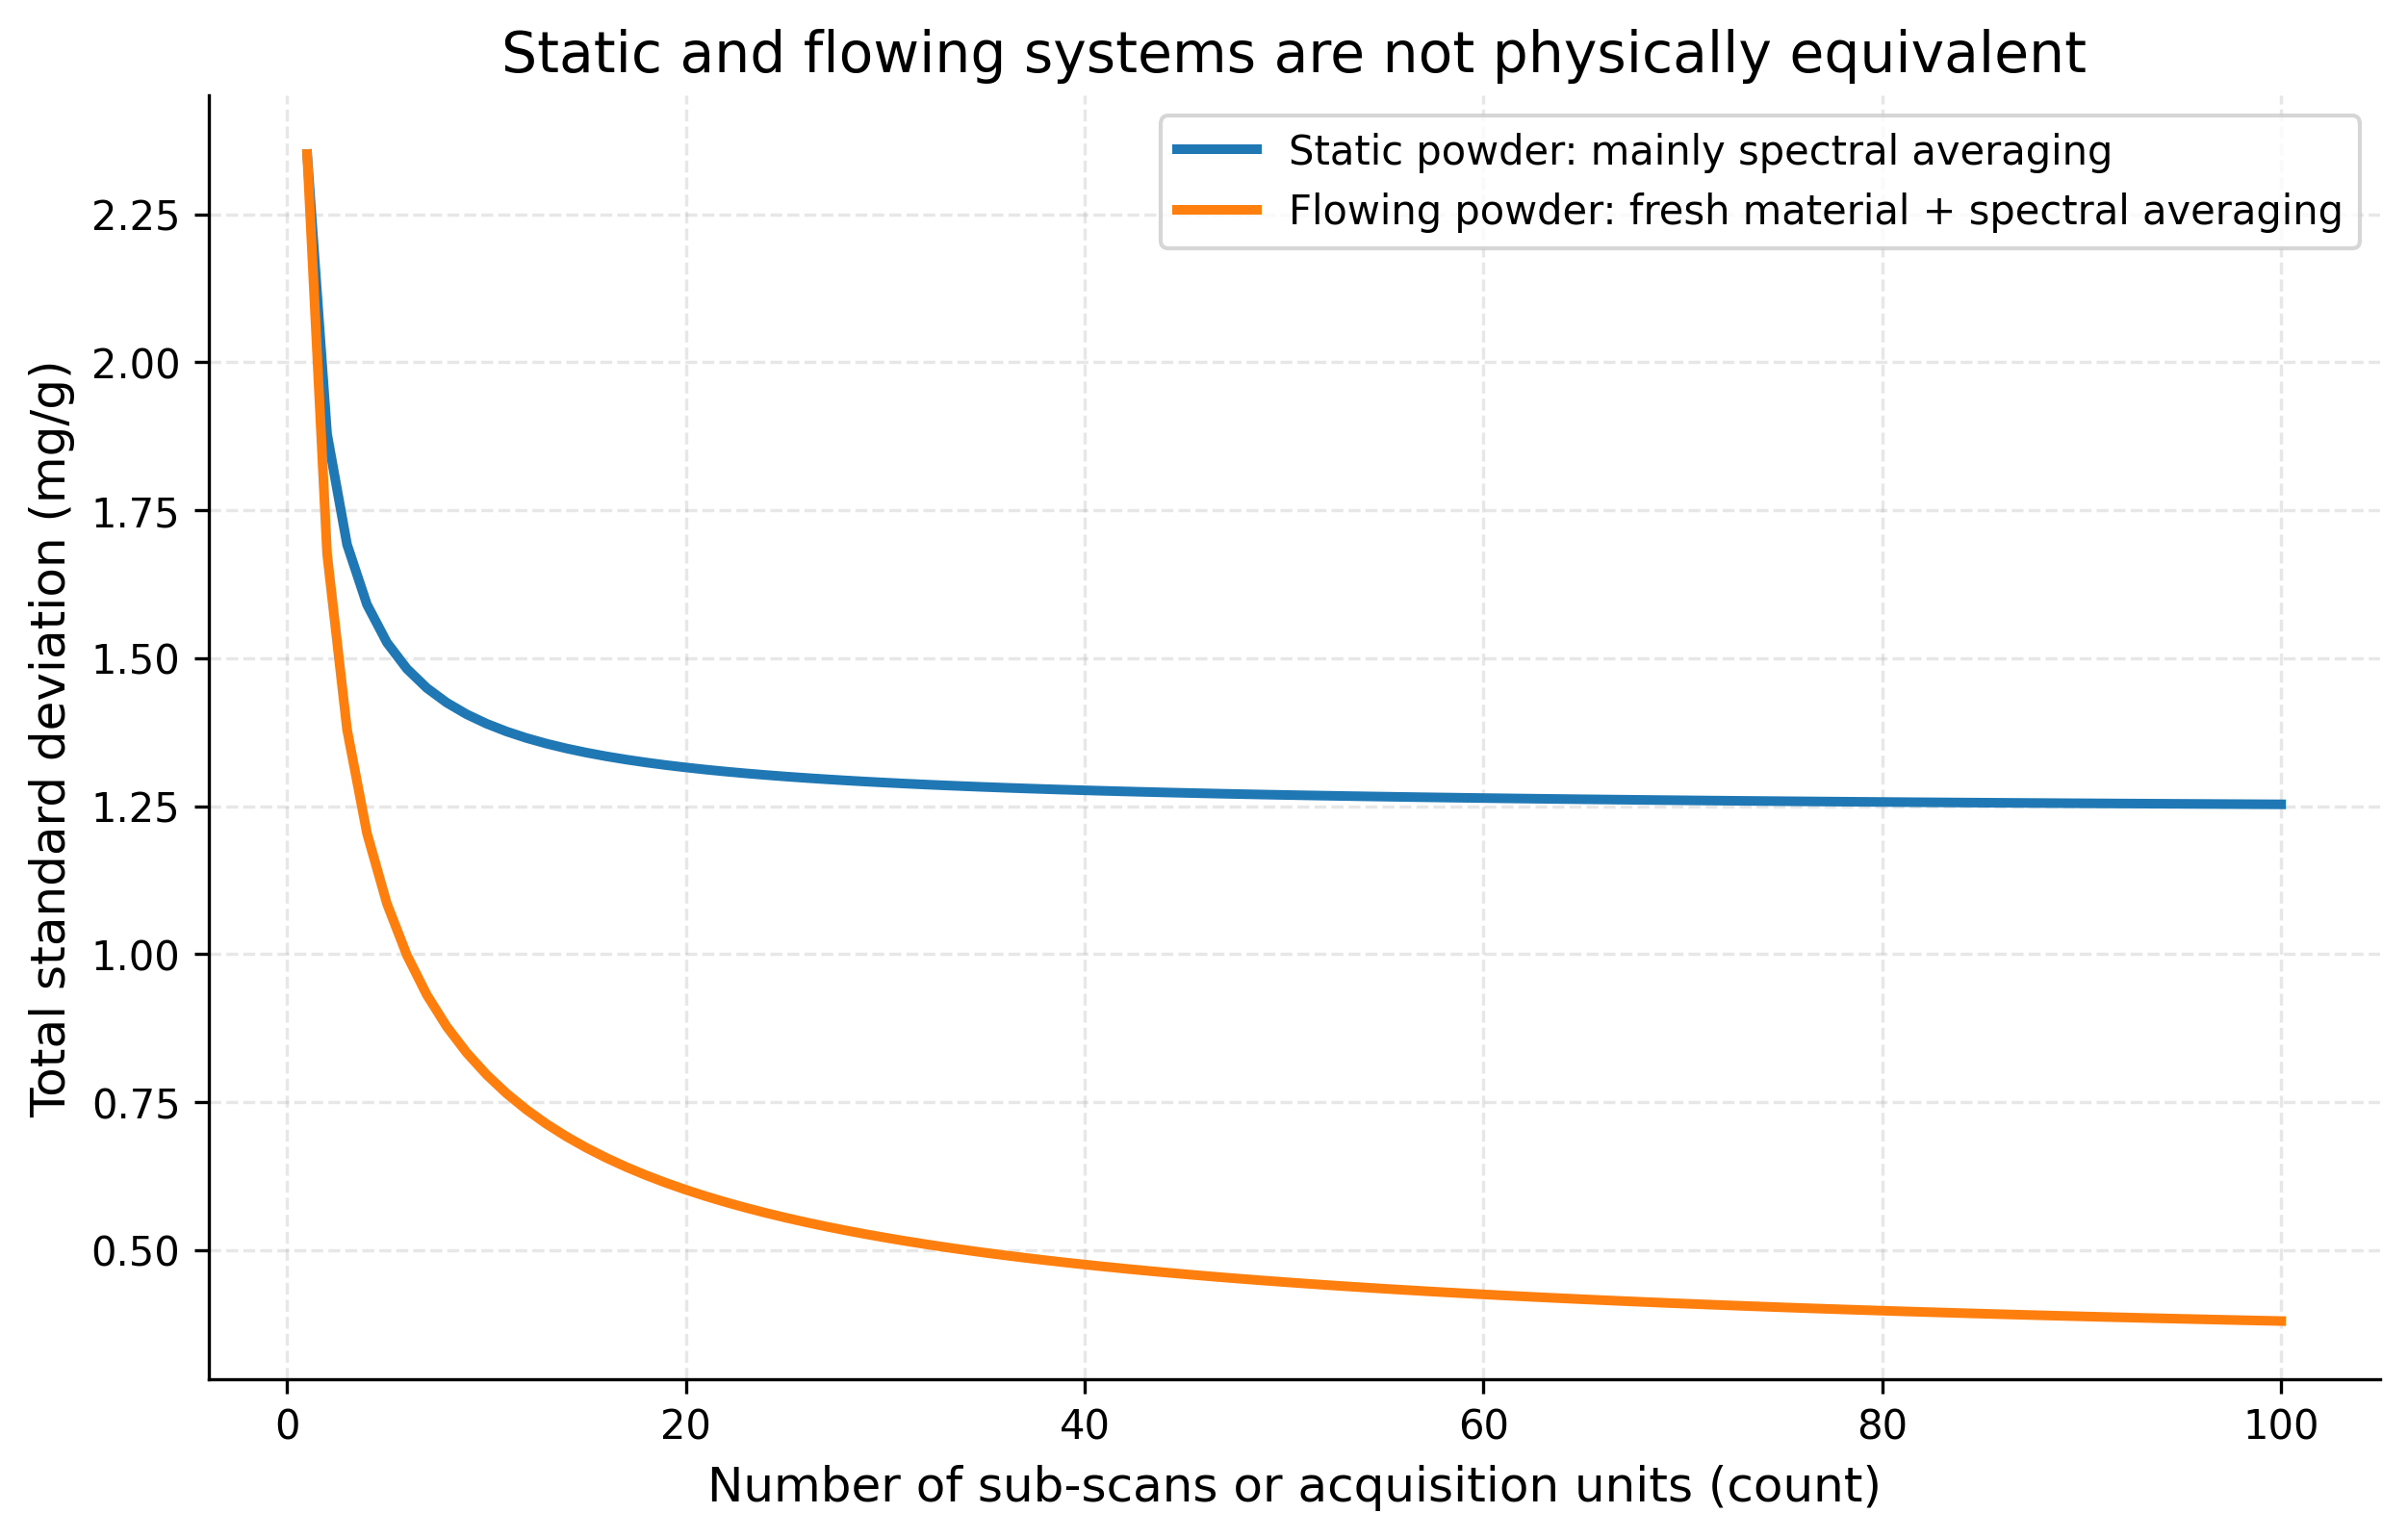 Static and flowing systems are not physically equivalent
Static powder: mainly spectral averaging
Flowing powder: fresh material + spectral averaging
Total standard deviation (mg/g)
2.25
2.00
1.75
1.50
1.25
1.00
0.75
0.50
0 20 40 60 80 100
Number of sub-scans or acquisition units (count)